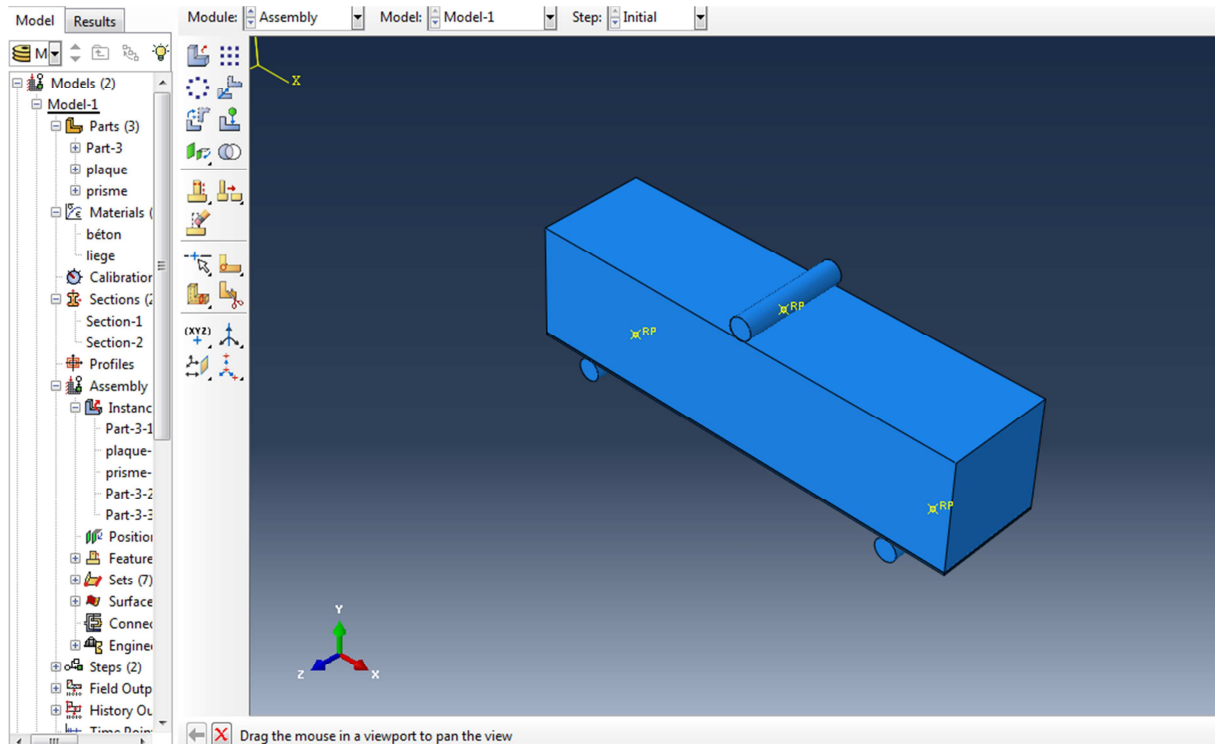 Model Results
Module: Assembly Model: Model-1 Step: Initial
M
Models (2)
Model-1
Parts (3)
Part-3
plaque
prisme
Materials (
béton
liege
Calibration
Sections (2
Section-1
Section-2
Profiles
Assembly
Instanc
Part-3-1
plaque-
prisme-
Part-3-2
Part-3-3
Position
Feature
Sets (7)
Surface
Connec
Engine
Steps (2)
Field Outp
History Ou
Time Poin
(XYZ)
X
RP
RP
RP
Y
Z
X
Drag the mouse in a viewport to pan the view